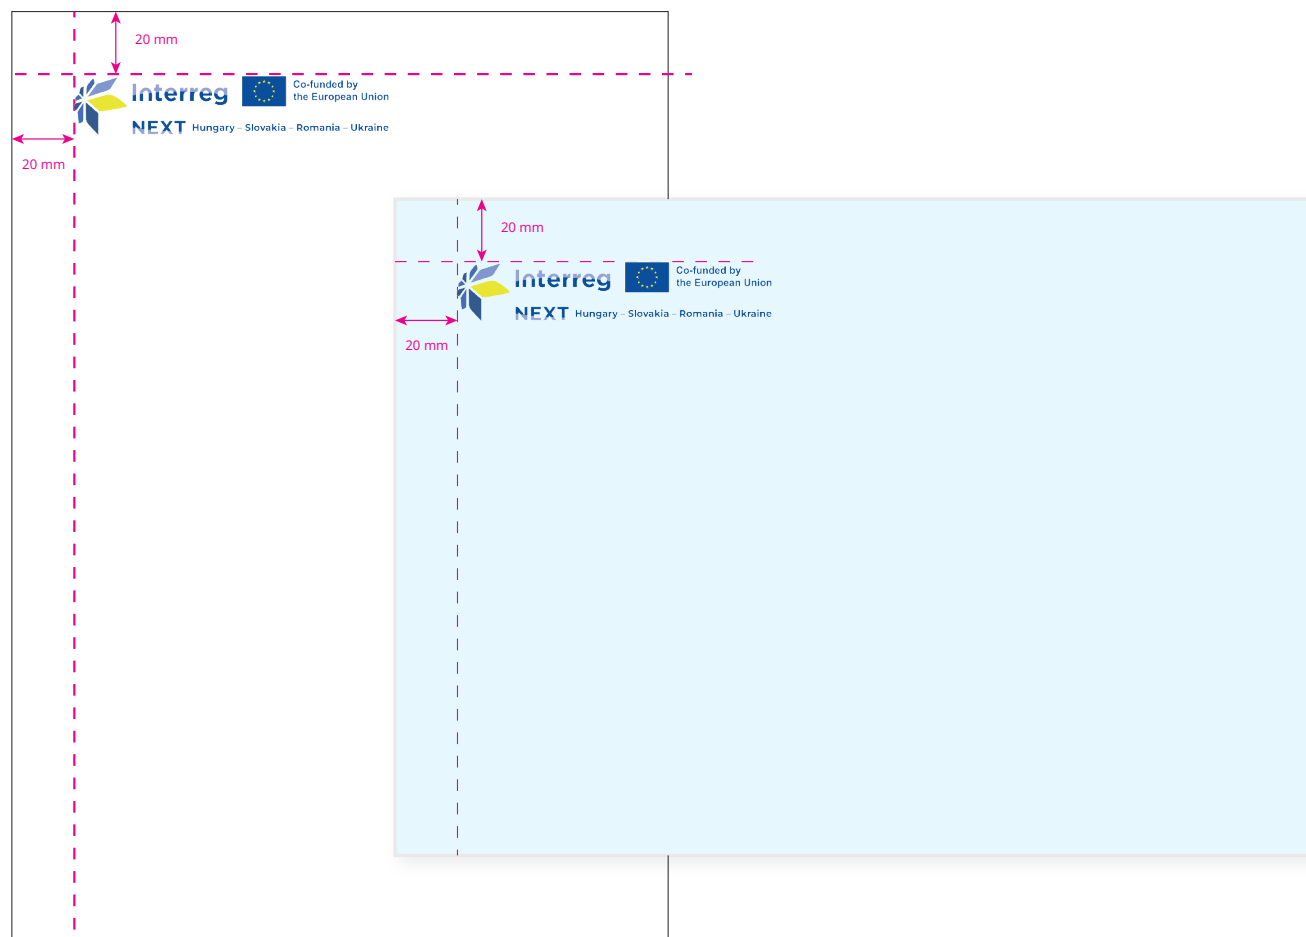 20 mm
Interreg
Co-funded by
the European Union
NEXT Hungary – Slovakia – Romania – Ukraine
20 mm
20 mm
Interreg
Co-funded by
the European Union
NEXT Hungary – Slovakia – Romania – Ukraine
20 mm